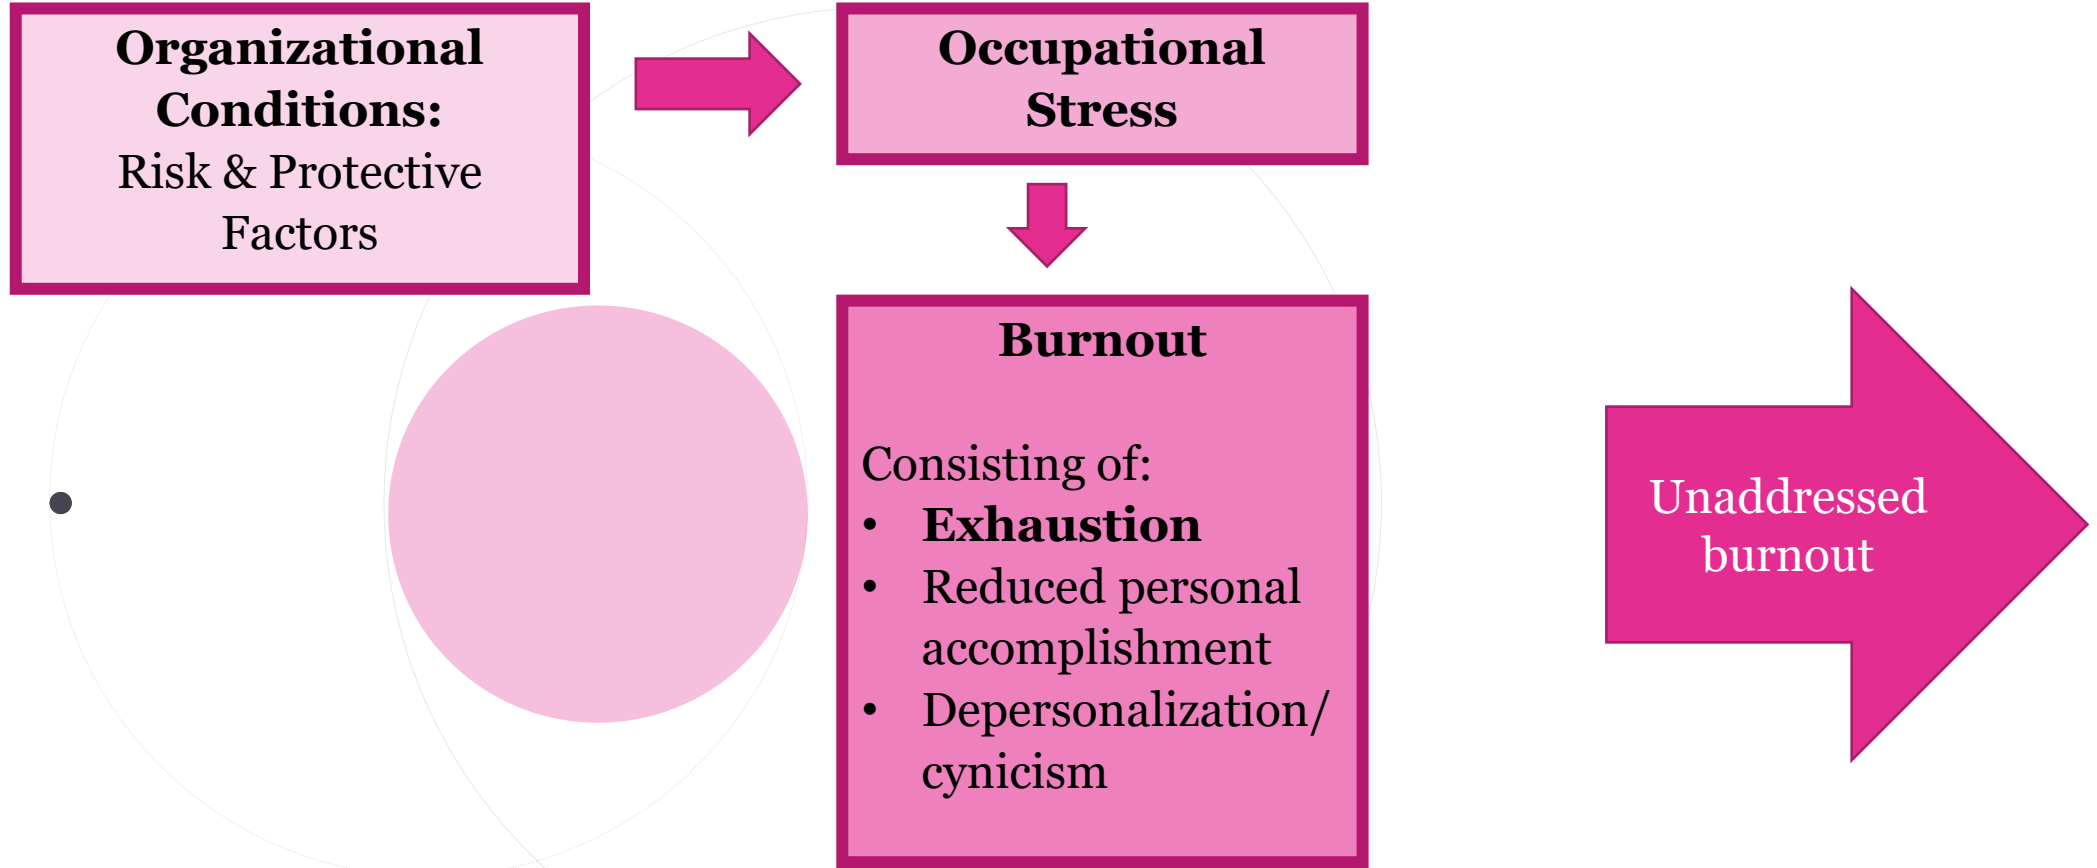 Organizational
Conditions:
Risk & Protective
Factors
Occupational
Stress
Burnout
Consisting of:
• Exhaustion
• Reduced personal
accomplishment
• Depersonalization/
cynicism
Unaddressed
burnout